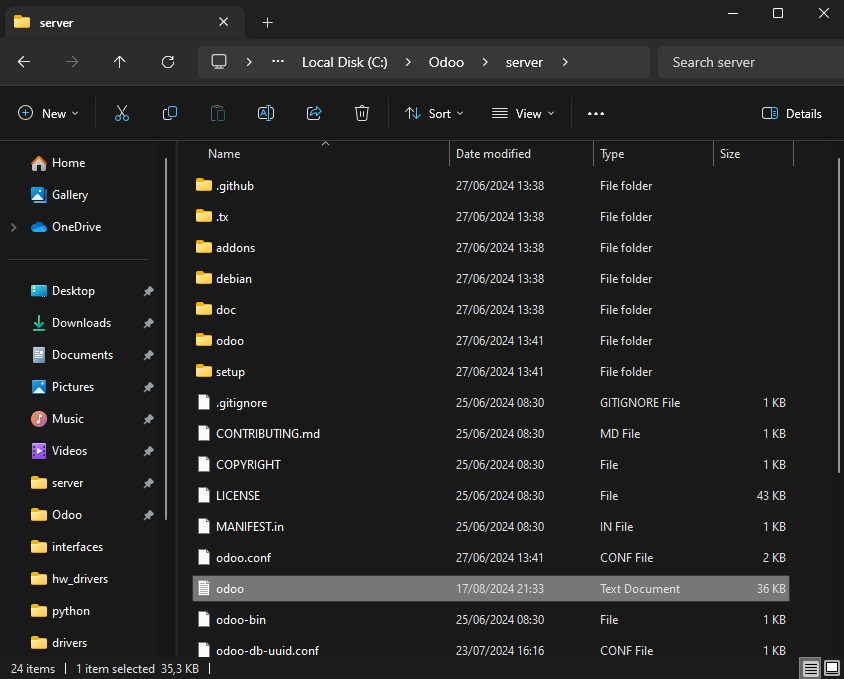 server
Local Disk (C:) Odoo server
Search server
New Sort View Details
Name Date modified Type Size
Home
Gallery
OneDrive
Desktop
Downloads
Documents
Pictures
Music
Videos
server
Odoo
interfaces
hw_drivers
python
drivers
.github 27/06/2024 13:38 File folder
.tx 27/06/2024 13:38 File folder
addons 27/06/2024 13:38 File folder
debian 27/06/2024 13:38 File folder
doc 27/06/2024 13:38 File folder
odoo 27/06/2024 13:41 File folder
setup 27/06/2024 13:41 File folder
.gitignore 25/06/2024 08:30 GITIGNORE File 1 KB
CONTRIBUTING.md 25/06/2024 08:30 MD File 1 KB
COPYRIGHT 25/06/2024 08:30 File 1 KB
LICENSE 25/06/2024 08:30 File 43 KB
MANIFEST.in 25/06/2024 08:30 IN File 1 KB
odoo.conf 27/06/2024 13:41 CONF File 2 KB
odoo 17/08/2024 21:33 Text Document 36 KB
odoo-bin 25/06/2024 08:30 File 1 KB
odoo-db-uuid.conf 23/07/2024 16:16 CONF File 1 KB
24 items 1 item selected 35,3 KB